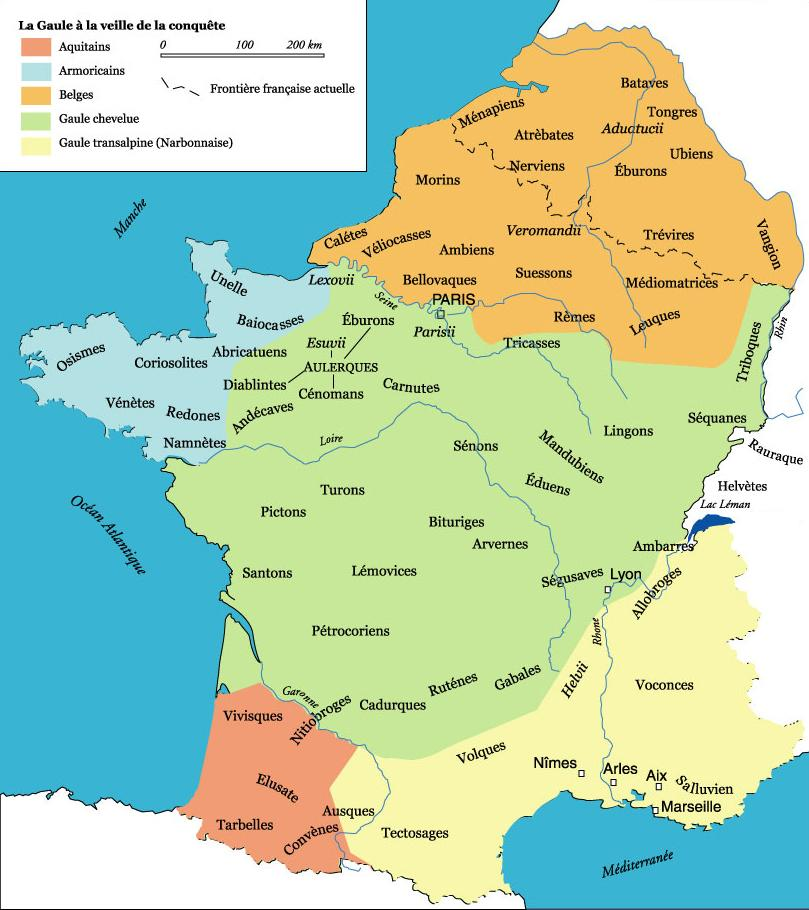 La Gaule à la veille de la conquête
Aquitains
Armoricains
Belges
Gaule chevelue
Gaule transalpine (Narbonnaise)
0 100 200 km
Frontière française actuelle
Manche
Bataves
Ménapiens
Tongres
Atrèbates
Aduatucii
Ubiens
Nerviens
Éburons
Morins
Calétes
Véliocasses
Veromandii
Trévires
Vangion
Ambiens
Suessons
Médiomatrices
Bellovaques
Unelle
Lexovii
Seine
PARIS
Rèmes
Leuques
Baiocasses
Éburons
Parisii
Tricasses
Triboques
Rhin
Osismes
Coriosolites
Abricatuens
Esuvii
AULERQUES
Diablintes
Cénomans
Carnutes
Vénètes
Redones
Andécaves
Namnètes
Loire
Sénons
Mandubiens
Lingons
Séquanes
Rauraque
Helvètes
Lac Léman
Océan Atlantique
Turons
Pictons
Éduens
Bituriges
Arvernes
Ambarres
Santons
Lémovices
Ségusaves
Lyon
Allobroges
Pétrocoriens
Rhone
Helvii
Voconces
Garonne
Vivisques
Nitiobroges
Cadurques
Ruténes
Gabales
Volques
Nîmes
Arles
Aix
Salluvien
Marseille
Elusate
Ausques
Tarbelles
Convènes
Tectosages
Méditerranée